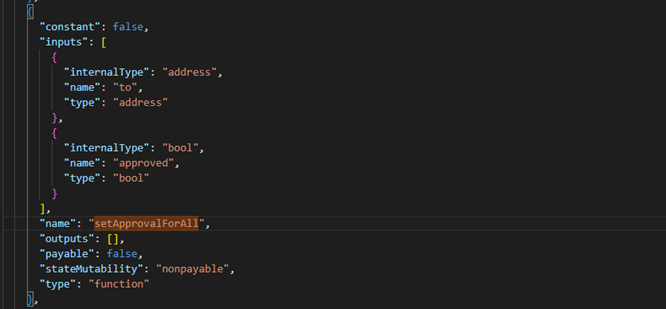 {
"constant": false,
"inputs": [
{
"internalType": "address",
"name": "to",
"type": "address"
},
{
"internalType": "bool",
"name": "approved",
"type": "bool"
}
],
"name": "setApprovalForAll",
"outputs": [],
"payable": false,
"stateMutability": "nonpayable",
"type": "function"
},